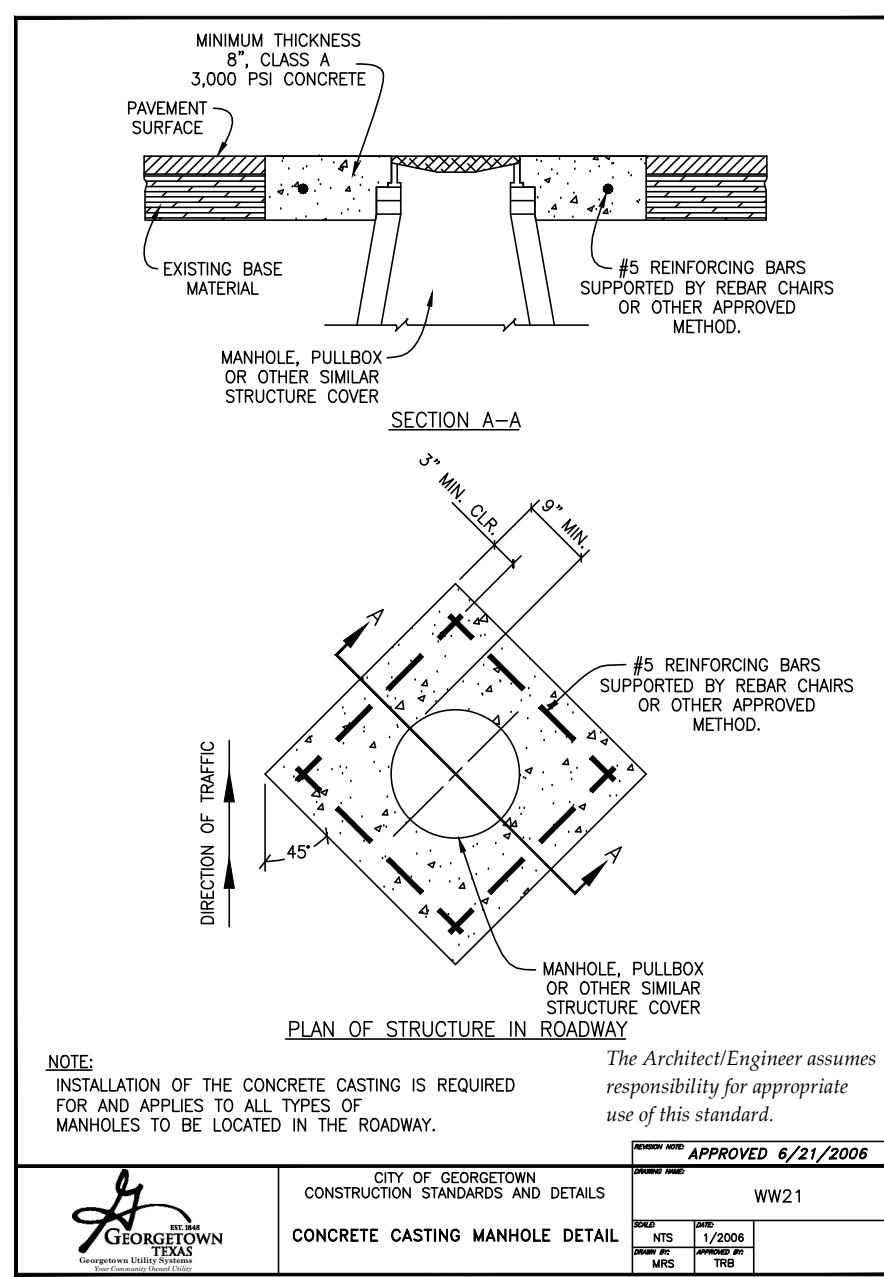 MINIMUM THICKNESS
8", CLASS A
3,000 PSI CONCRETE
PAVEMENT
SURFACE
EXISTING BASE
MATERIAL
#5 REINFORCING BARS
SUPPORTED BY REBAR CHAIRS
OR OTHER APPROVED
METHOD.
MANHOLE, PULLBOX
OR OTHER SIMILAR
STRUCTURE COVER
SECTION A-A
3" MIN. CLR.
9" MIN.
A
#5 REINFORCING BARS
SUPPORTED BY REBAR CHAIRS
OR OTHER APPROVED
METHOD.
DIRECTION OF TRAFFIC
45°
A
MANHOLE, PULLBOX
OR OTHER SIMILAR
STRUCTURE COVER
PLAN OF STRUCTURE IN ROADWAY
NOTE:
INSTALLATION OF THE CONCRETE CASTING IS REQUIRED
FOR AND APPLIES TO ALL TYPES OF
MANHOLES TO BE LOCATED IN THE ROADWAY.
The Architect/Engineer assumes
responsibility for appropriate
use of this standard.
REVISION NOTE:
APPROVED 6/21/2006
G
EST. 1848
GEORGETOWN
TEXAS
Georgetown Utility Systems
Your Community Owned Utility
CITY OF GEORGETOWN
CONSTRUCTION STANDARDS AND DETAILS
CONCRETE CASTING MANHOLE DETAIL
DRAWING NAME:
WW21
SCALE:
NTS
DATE:
1/2006
DRAWN BY:
MRS
APPROVED BY:
TRB